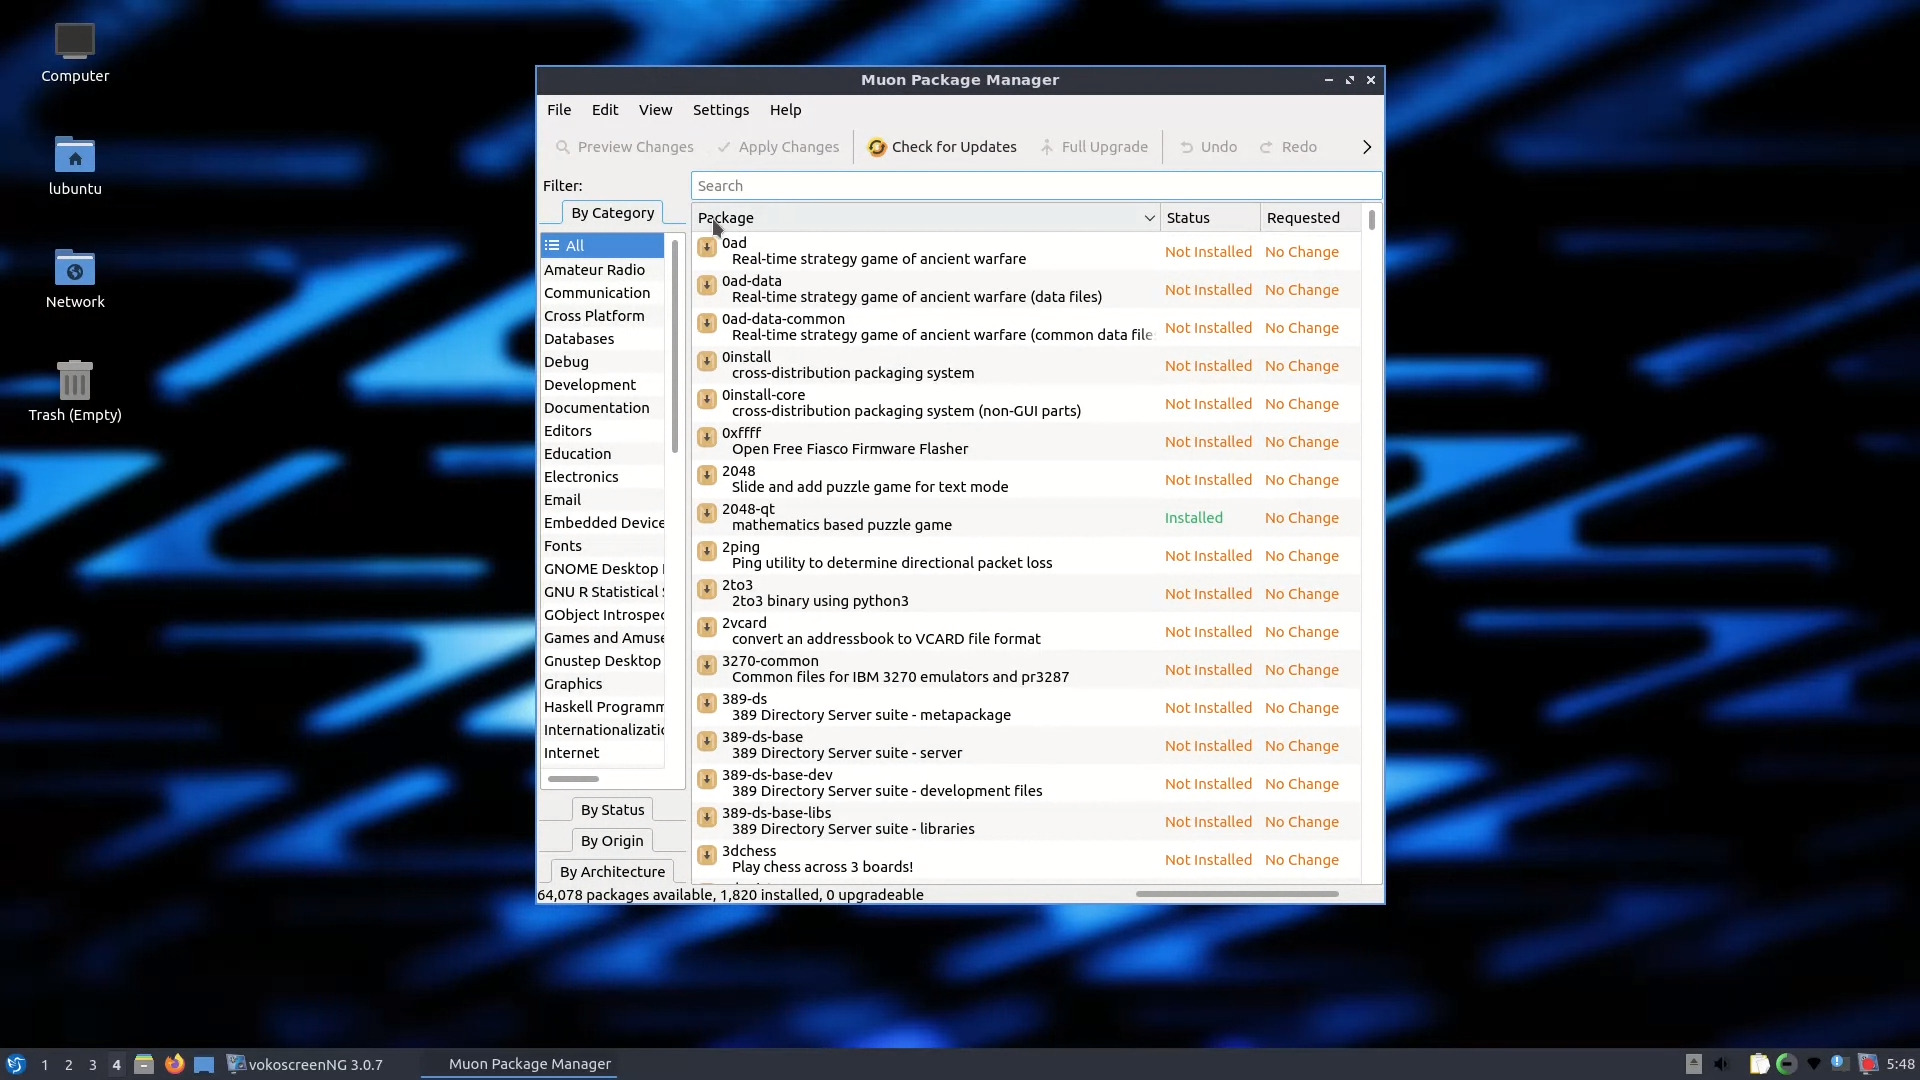 Computer
lubuntu
Network
Trash (Empty)
Muon Package Manager
File Edit View Settings Help
Preview Changes Apply Changes Check for Updates Full Upgrade Undo Redo
Filter:
Search
By Category
All
Amateur Radio
Communication
Cross Platform
Databases
Debug
Development
Documentation
Editors
Education
Electronics
Email
Embedded Device
Fonts
GNOME Desktop
GNU R Statistical
GObject Introspec
Games and Amuse
Gnustep Desktop
Graphics
Haskell Programm
Internationalizatio
Internet
By Status
By Origin
By Architecture
Package Status Requested
0ad
Real-time strategy game of ancient warfare Not Installed No Change
0ad-data
Real-time strategy game of ancient warfare (data files) Not Installed No Change
0ad-data-common
Real-time strategy game of ancient warfare (common data file Not Installed No Change
0install
cross-distribution packaging system Not Installed No Change
0install-core
cross-distribution packaging system (non-GUI parts) Not Installed No Change
0xffff
Open Free Fiasco Firmware Flasher Not Installed No Change
2048
Slide and add puzzle game for text mode Not Installed No Change
2048-qt
mathematics based puzzle game Installed No Change
2ping
Ping utility to determine directional packet loss Not Installed No Change
2to3
2to3 binary using python3 Not Installed No Change
2vcard
convert an addressbook to VCARD file format Not Installed No Change
3270-common
Common files for IBM 3270 emulators and pr3287 Not Installed No Change
389-ds
389 Directory Server suite - metapackage Not Installed No Change
389-ds-base
389 Directory Server suite - server Not Installed No Change
389-ds-base-dev
389 Directory Server suite - development files Not Installed No Change
389-ds-base-libs
389 Directory Server suite - libraries Not Installed No Change
3dchess
Play chess across 3 boards! Not Installed No Change
64,078 packages available, 1,820 installed, 0 upgradeable
1 2 3 4 vokoscreenNG 3.0.7 Muon Package Manager 5:48